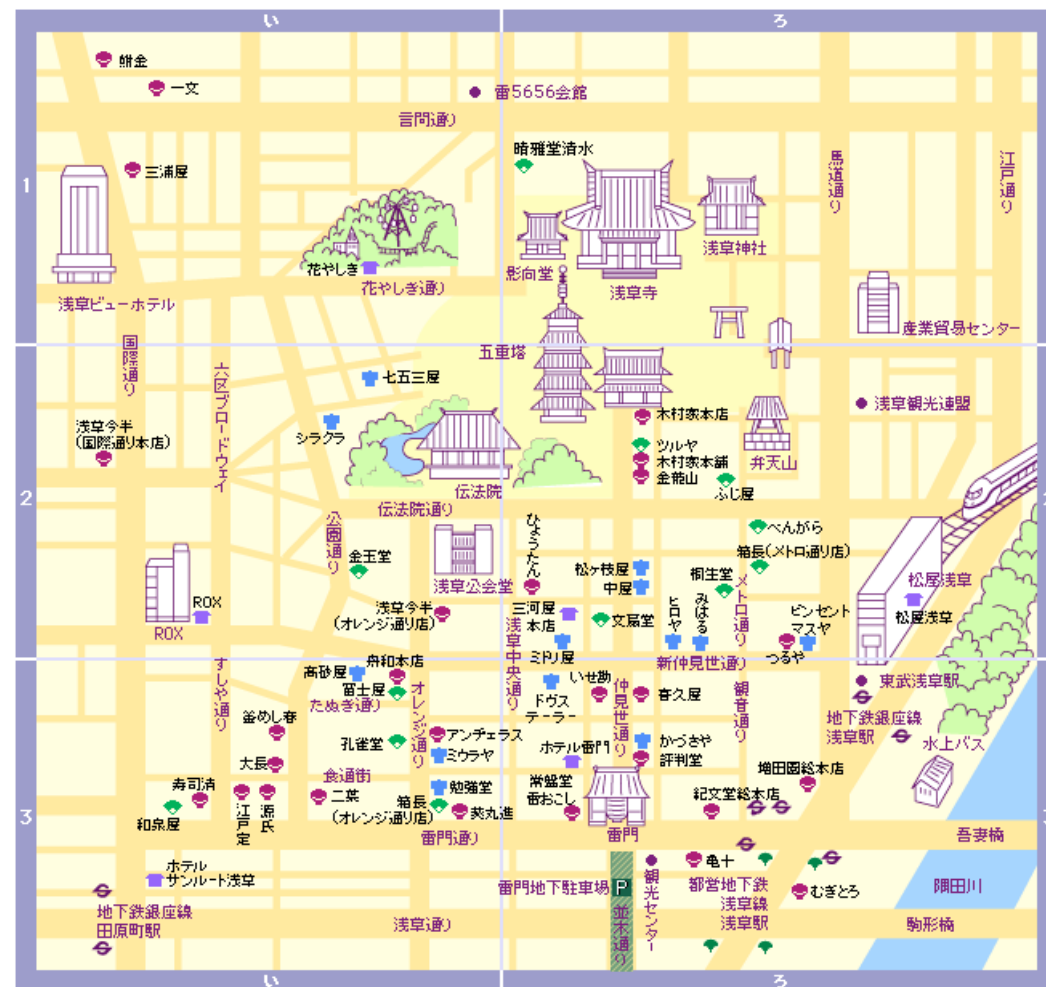 い
ろ
1
2
3
鮒金
一文
雷5656会館
言問通り
三浦屋
晴雅堂清水
馬道通り
江戸通り
花やしき
花やしき通り
影向堂
浅草寺
浅草神社
浅草ビューホテル
産業貿易センター
国際通り
六区ブロードウェイ
五重塔
七五三屋
シラクラ
浅草今半
(国際通り本店)
伝法院
伝法院通り
木村家本店
ツルヤ
木村家本舗
金龍山
ふじ屋
弁天山
浅草観光連盟
公園通り
金玉堂
浅草公会堂
ひょうたん
松ヶ枝屋
中屋
べんがら
箱長(メトロ通り店)
桐生堂
メトロ通り
松屋浅草
松屋浅草
ROX
ROX
浅草今半
(オレンジ通り店)
三河屋
本店
文扇堂
ヒロヤ
みはる
ビンセント
マスヤ
つるや
浅草中央通り
ミドリ屋
新仲見世通り
すしや通り
高砂屋
舟和本店
冨士屋
たぬき通り
オレンジ通り
ドゥス
テーラー
いせ勘
仲見世通り
喜久屋
観音通り
東武浅草駅
地下鉄銀座線
浅草駅
水上バス
釜めし春
孔雀堂
アンヂェラス
ミウラヤ
ホテル雷門
かづさや
評判堂
大長
食通街
増田園総本店
寿司清
和泉屋
江戸定
源氏
二葉
勉強堂
箱長
(オレンジ通り店)
葵丸進
常盤堂
雷おこし
紀文堂総本店
雷門通り
雷門
吾妻橋
ホテル
サンルート浅草
雷門地下駐車場
P
観光センター
亀十
都営地下鉄
浅草線
浅草駅
むぎとろ
隅田川
地下鉄銀座線
田原町駅
浅草通り
並木通り
駒形橋
い
ろ
3